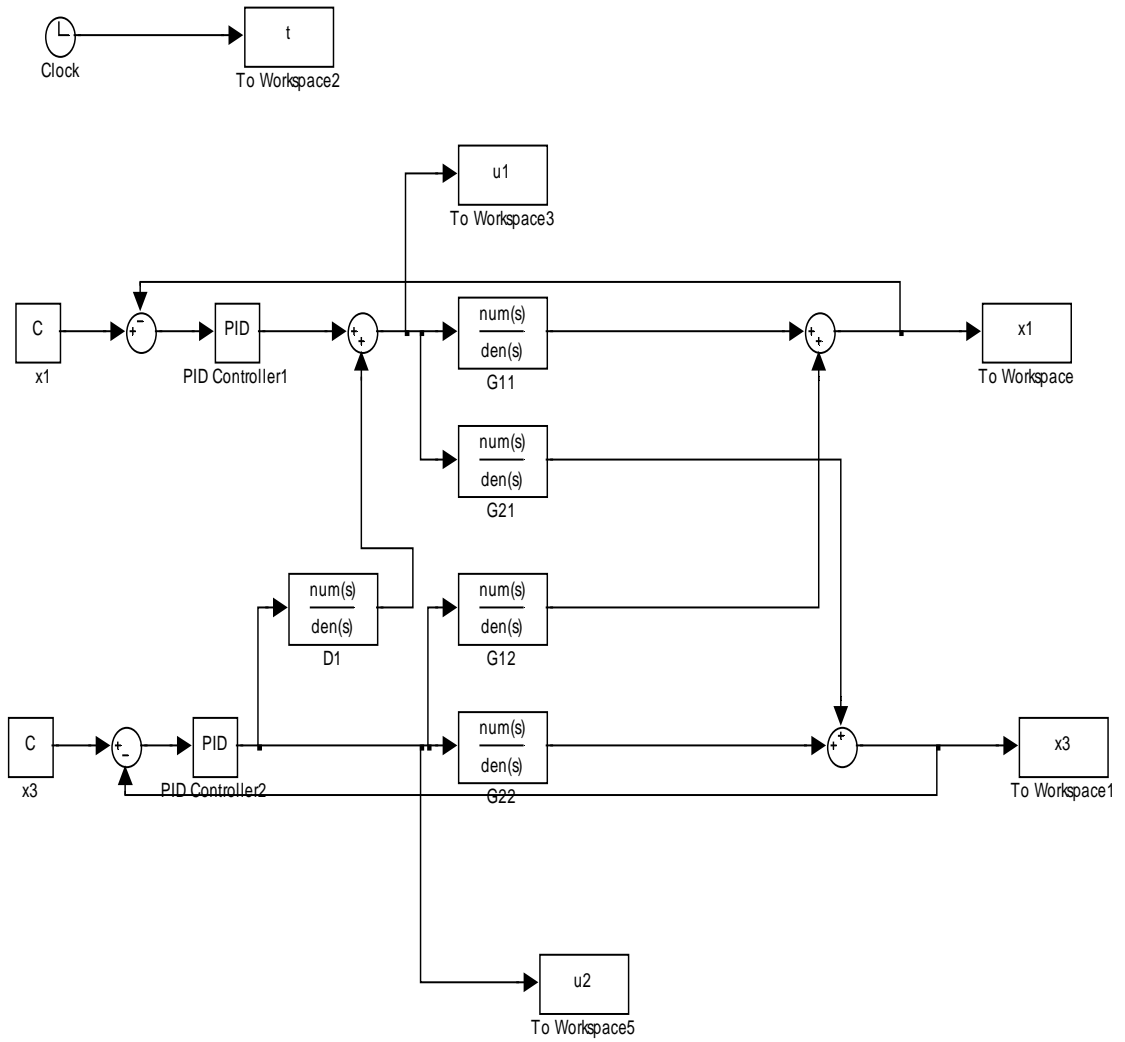 t
Clock
To Workspace2
u1
To Workspace3
C
x1
+
−
PID
PID Controller1
+
+
num(s)
den(s)
G11
+
+
x1
To Workspace
num(s)
den(s)
G21
num(s)
den(s)
D1
num(s)
den(s)
G12
C
x3
+
−
PID
PID Controller2
num(s)
den(s)
G22
+
+
x3
To Workspace1
u2
To Workspace5